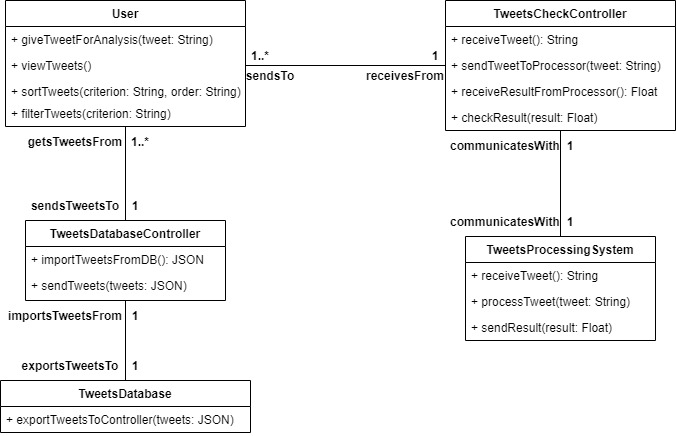 User
+ giveTweetForAnalysis(tweet: String)
+ viewTweets()
+ sortTweets(criterion: String, order: String)
+ filterTweets(criterion: String)
1..*
1
sendsTo
receivesFrom
TweetsCheckController
+ receiveTweet(): String
+ sendTweetToProcessor(tweet: String)
+ receiveResultFromProcessor(): Float
+ checkResult(result: Float)
getsTweetsFrom 1..*
sendsTweetsTo 1
communicatesWith 1
communicatesWith 1
TweetsDatabaseController
+ importTweetsFromDB(): JSON
+ sendTweets(tweets: JSON)
TweetsProcessingSystem
+ receiveTweet(): String
+ processTweet(tweet: String)
+ sendResult(result: Float)
importsTweetsFrom 1
exportsTweetsTo 1
TweetsDatabase
+ exportTweetsToController(tweets: JSON)